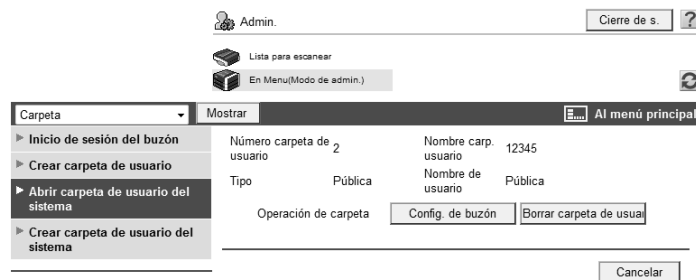 Admin.
Cierre de s.
?
Lista para escanear
En Menu(Modo de admin.)
Carpeta
Mostrar
Al menú principal
Inicio de sesión del buzón
Crear carpeta de usuario
Abrir carpeta de usuario del
sistema
Crear carpeta de usuario del
sistema
Número carpeta de
usuario
2
Nombre carp.
usuario
12345
Tipo
Pública
Nombre de
usuario
Pública
Operación de carpeta
Config. de buzón
Borrar carpeta de usuar
Cancelar